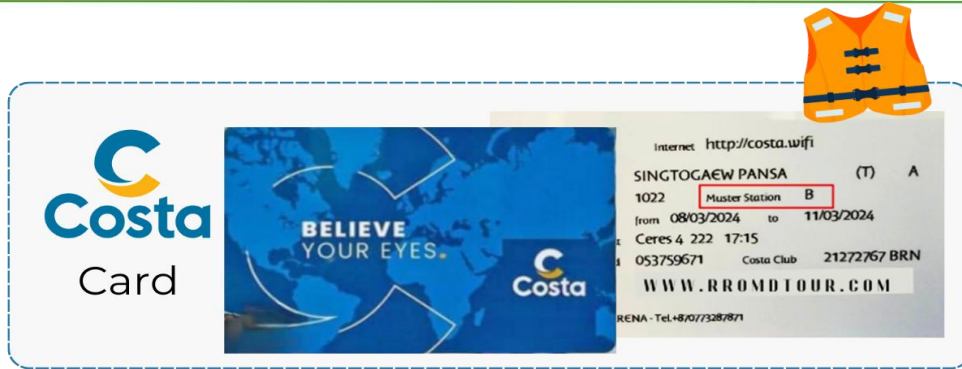 Costa
Card
BELIEVE
YOUR EYES.
Costa
Internet http://costa.wifi
SINGTOGAEW PANSA (T) A
1022 Muster Station B
from 08/03/2024 to 11/03/2024
Ceres 4 222 17:15
053759671 Costa Club 21272767 BRN
WWW.RROMDTOUR.COM
RENA - Tel.+870773287871